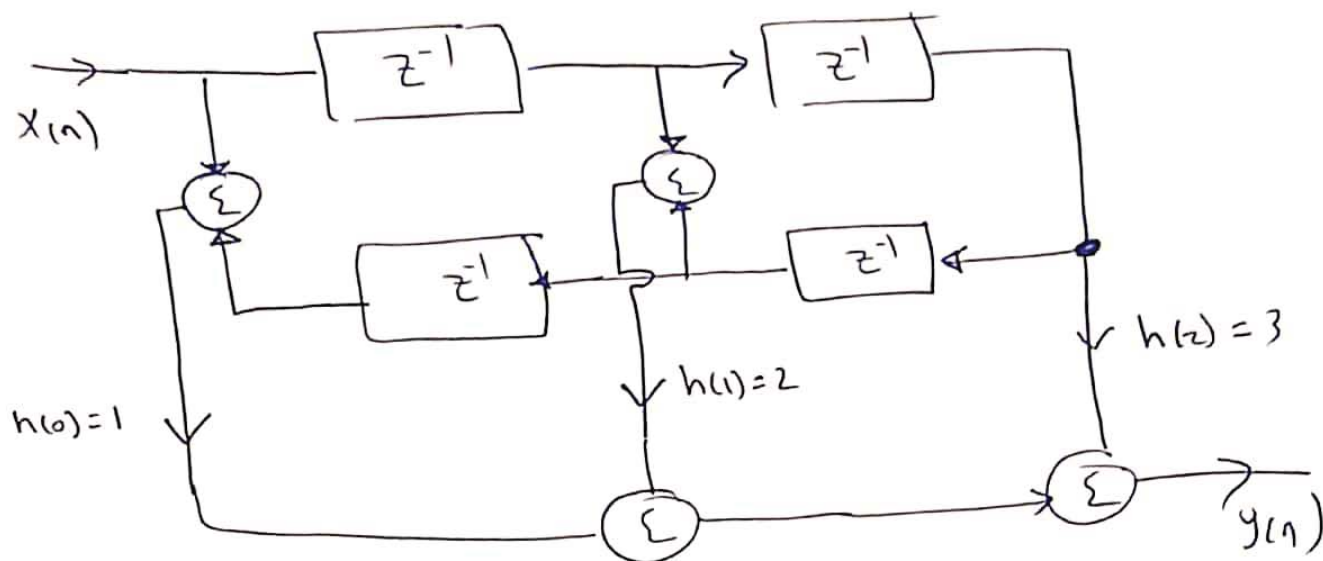 z⁻¹
z⁻¹
x(n)
Σ
Σ
z⁻¹
z⁻¹
h(2) = 3
h(1) = 2
h(0) = 1
Σ
Σ
y(n)